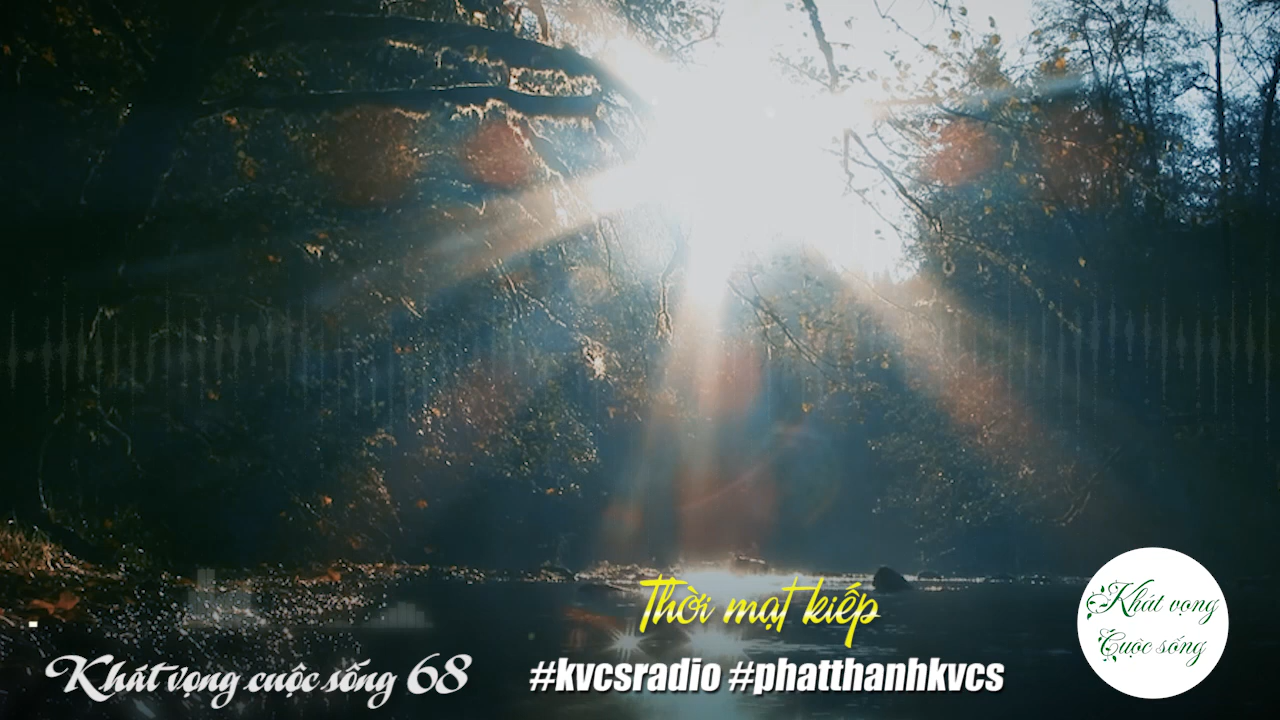 Thời mạt kiếp
Khát vọng cuộc sống 68
#kvcsradio #phatthanhkvcs
Khát vọng
Cuộc sống